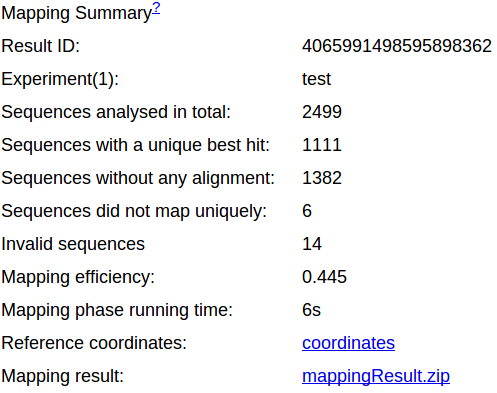 Mapping Summary?
Result ID: 4065991498595898362
Experiment(1): test
Sequences analysed in total: 2499
Sequences with a unique best hit: 1111
Sequences without any alignment: 1382
Sequences did not map uniquely: 6
Invalid sequences 14
Mapping efficiency: 0.445
Mapping phase running time: 6s
Reference coordinates: coordinates
Mapping result: mappingResult.zip